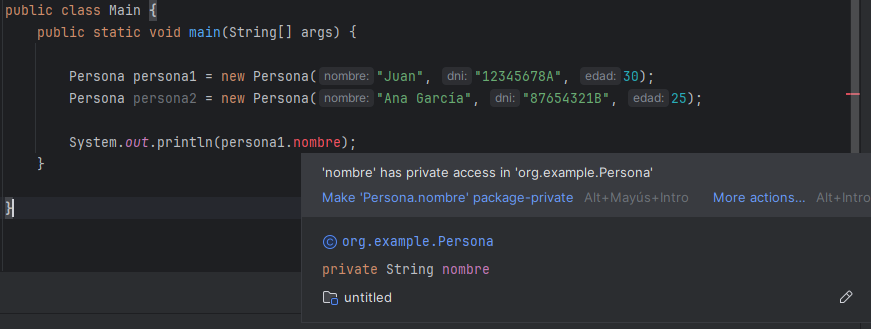 public class Main {
public static void main(String[] args) {
Persona persona1 = new Persona( nombre: "Juan", dni: "12345678A", edad: 30);
Persona persona2 = new Persona( nombre: "Ana García", dni: "87654321B", edad: 25);
System.out.println(persona1.nombre);
}
'nombre' has private access in 'org.example.Persona'
Make 'Persona.nombre' package-private Alt+Mayús+Intro More actions... Alt+Intro
}
org.example.Persona
private String nombre
untitled